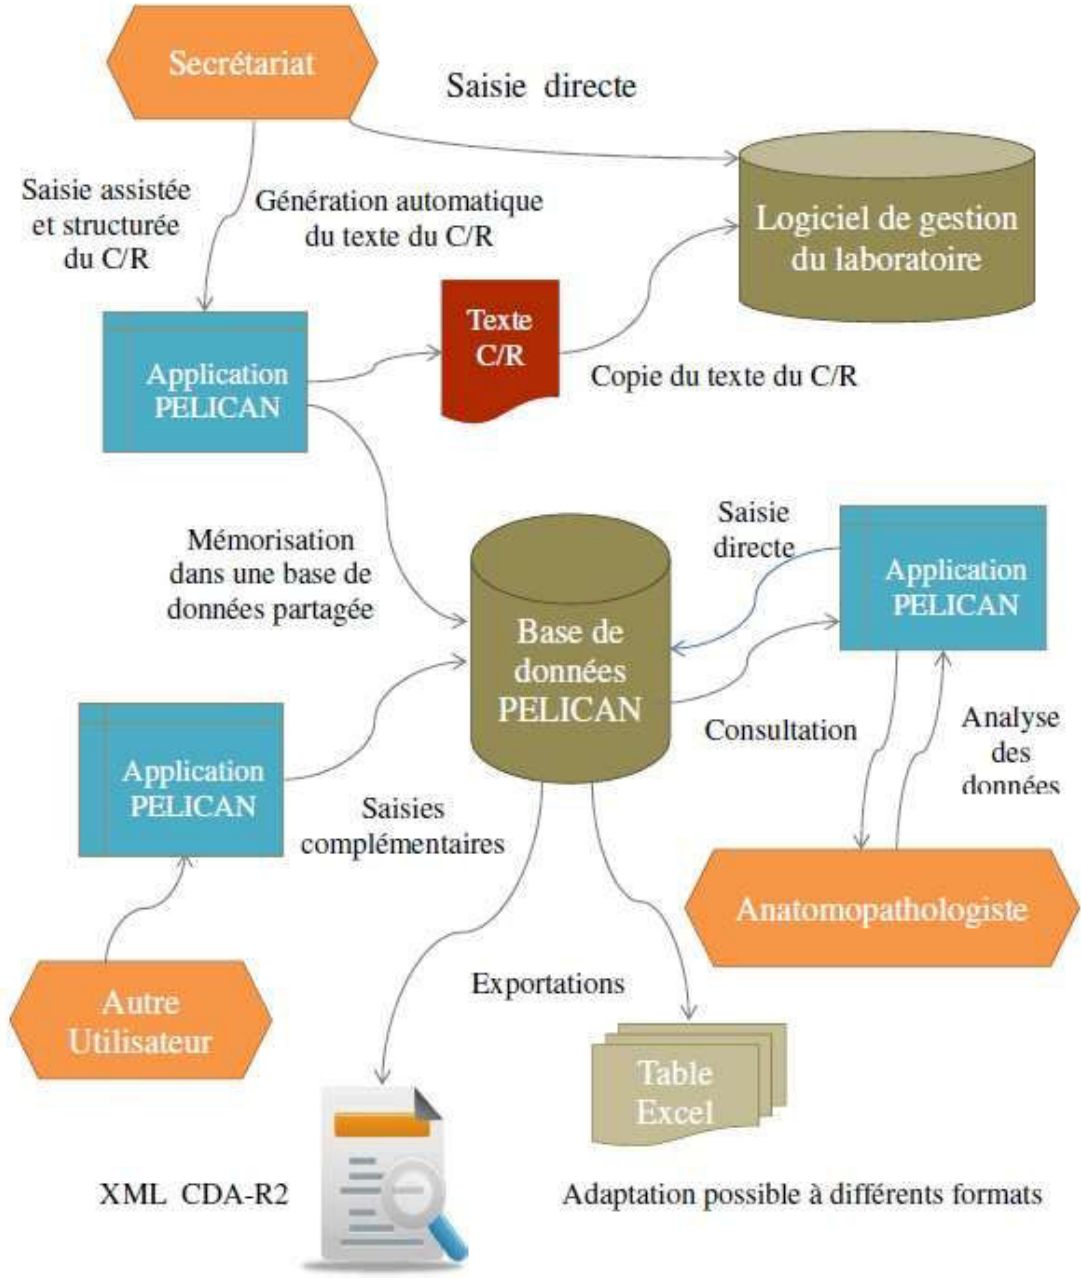 Secrétariat
Saisie directe
Saisie assistée
et structurée
du C/R
Génération automatique
du texte du C/R
Logiciel de gestion
du laboratoire
Texte
C/R
Application
PELICAN
Copie du texte du C/R
Saisie
directe
Mémorisation
dans une base de
données partagée
Application
PELICAN
Base de
données
PELICAN
Consultation
Analyse
des
données
Application
PELICAN
Saisies
complémentaires
Anatomopathologiste
Exportations
Autre
Utilisateur
Table
Excel
XML CDA-R2
Adaptation possible à différents formats